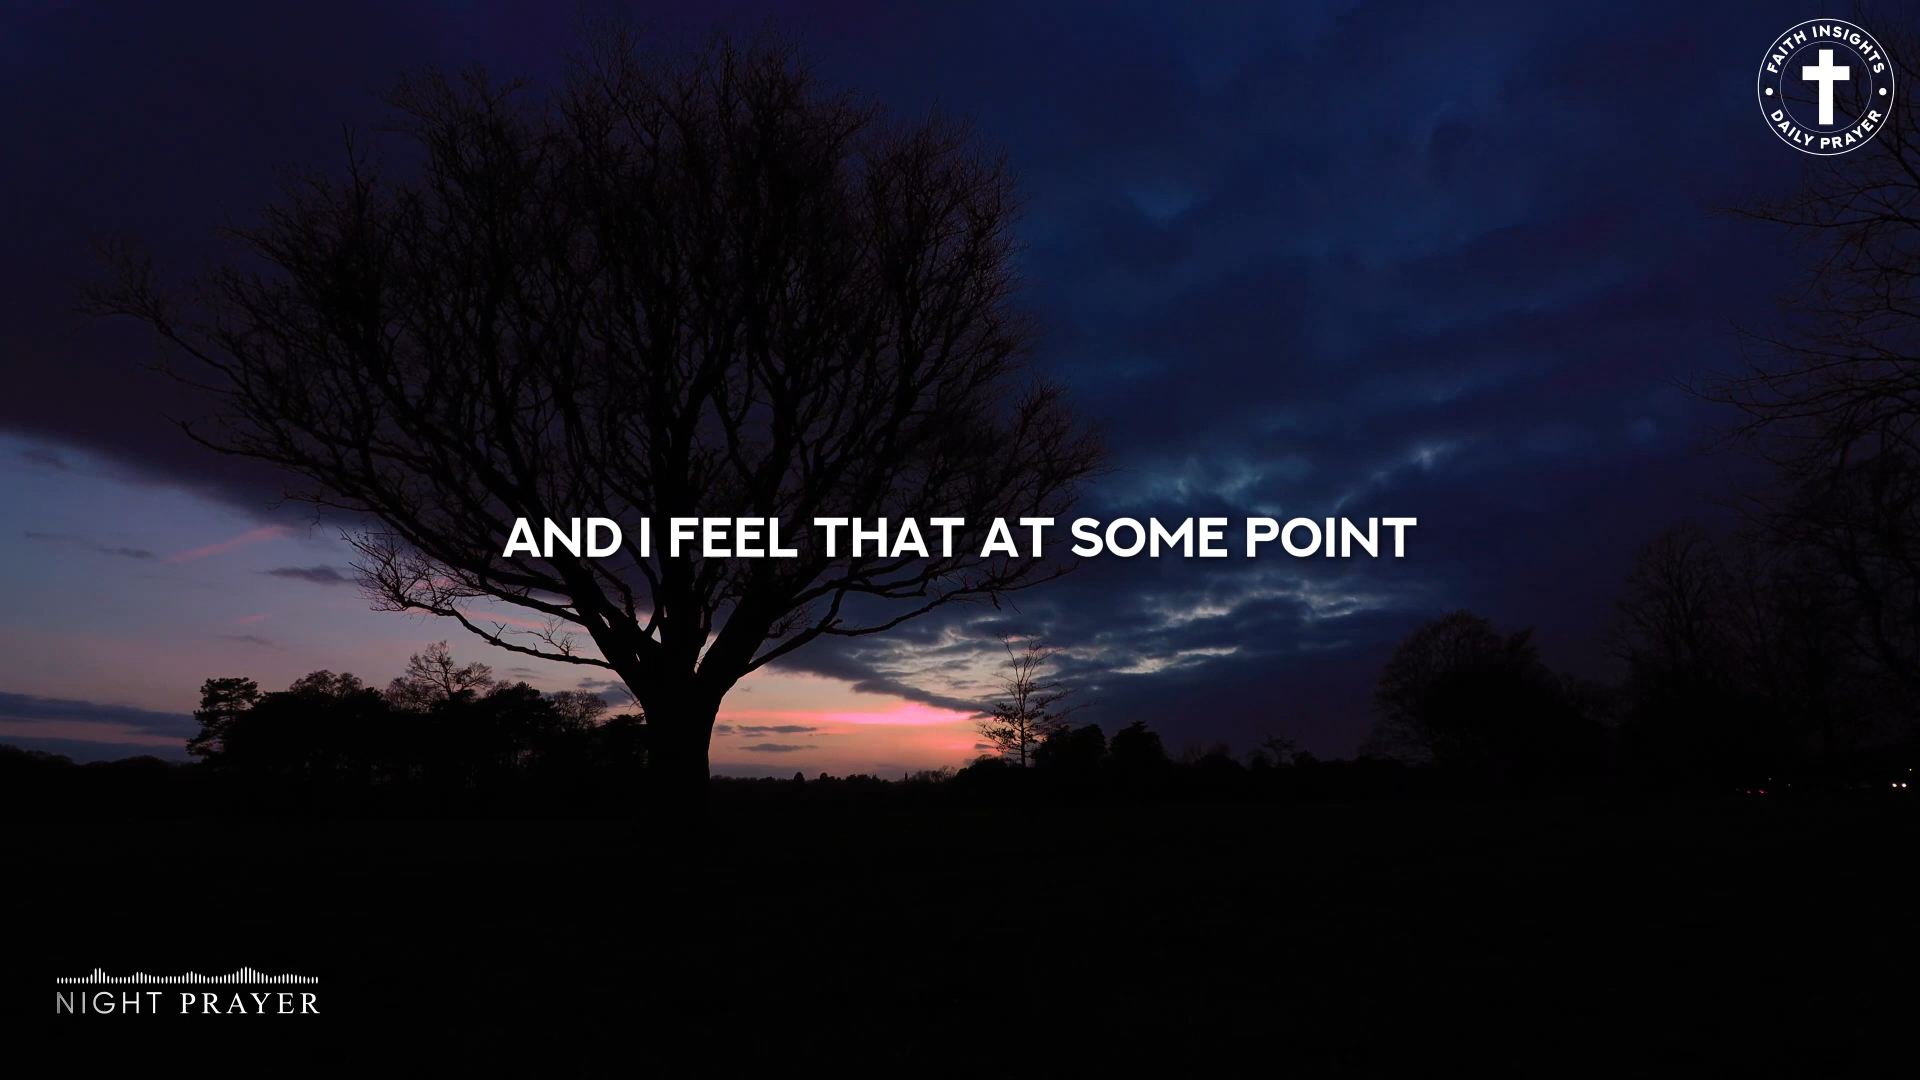 FAITH INSIGHTS
DAILY PRAYER
AND I FEEL THAT AT SOME POINT
NIGHT PRAYER